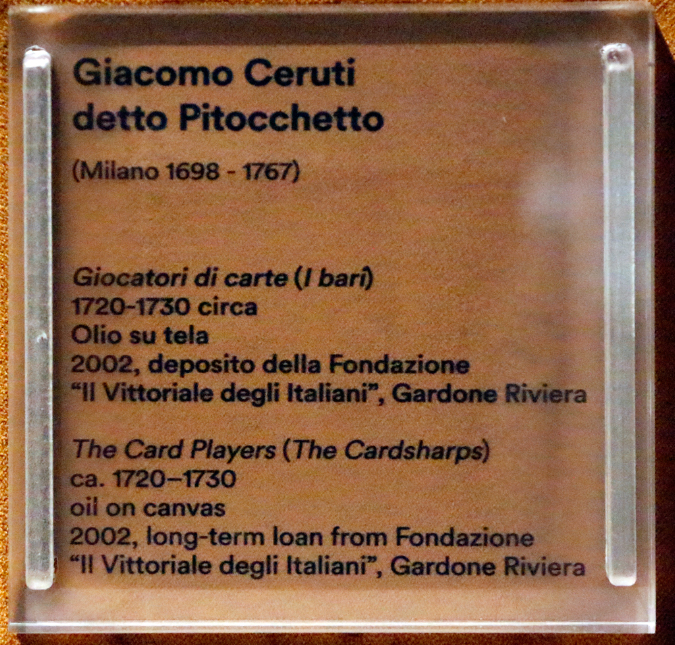 Giacomo Ceruti
detto Pitocchetto
(Milano 1698 - 1767)
Giocatori di carte (I bari)
1720-1730 circa
Olio su tela
2002, deposito della Fondazione
“Il Vittoriale degli Italiani”, Gardone Riviera
The Card Players (The Cardsharps)
ca. 1720–1730
oil on canvas
2002, long-term loan from Fondazione
“Il Vittoriale degli Italiani”, Gardone Riviera